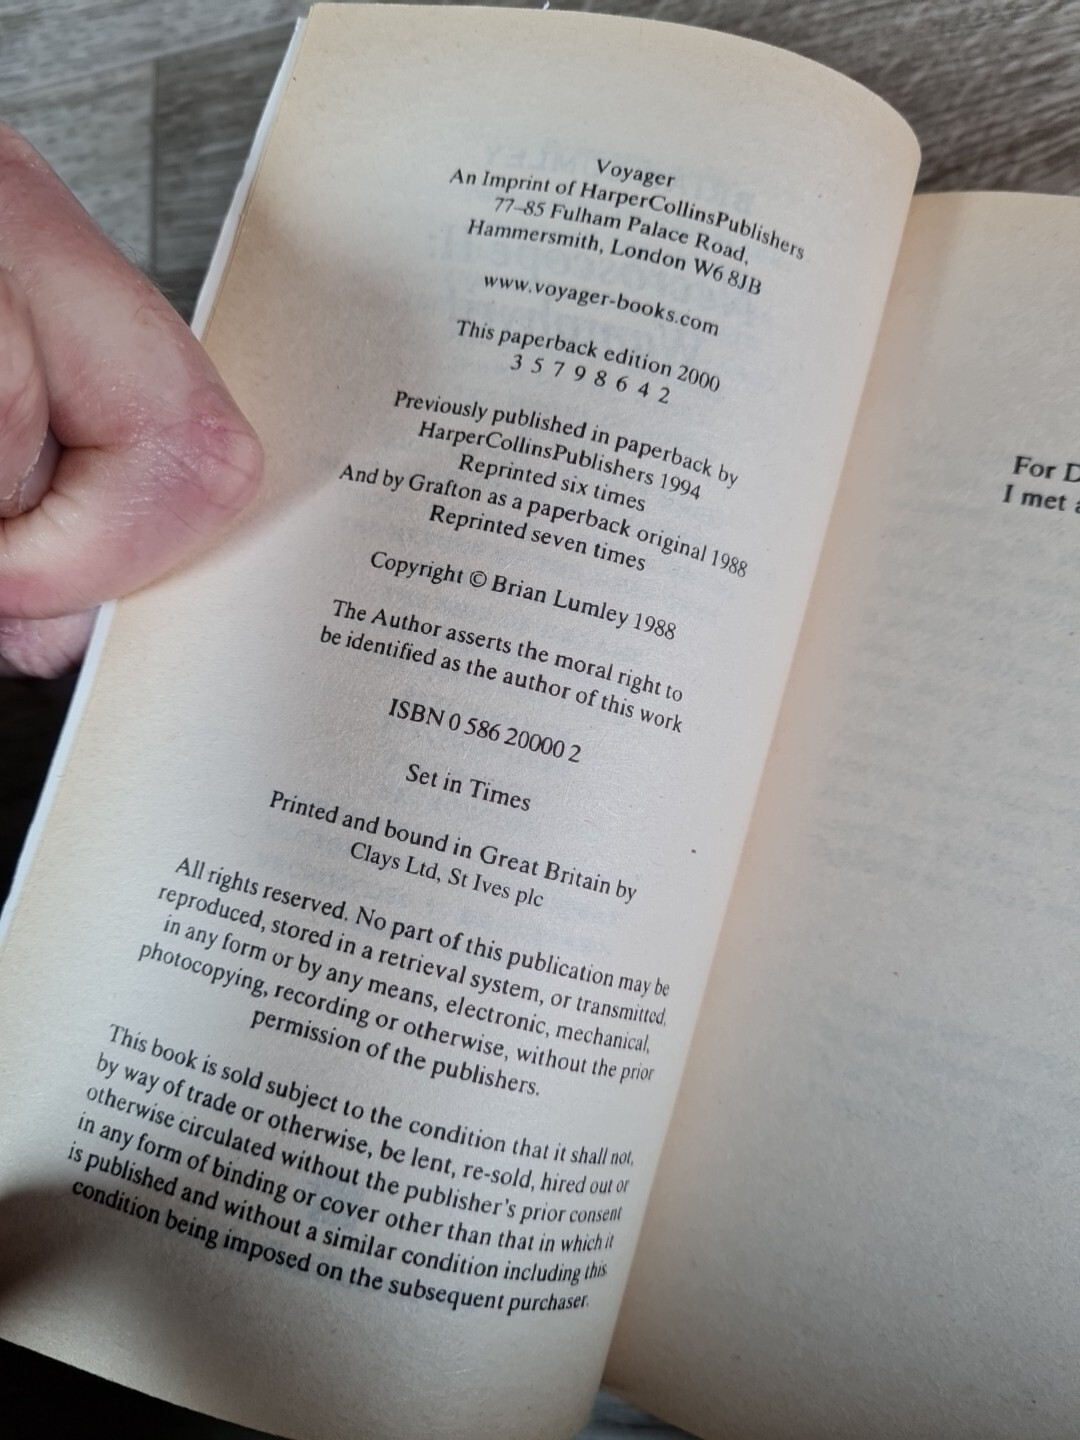 Voyager
An Imprint of HarperCollinsPublishers
77–85 Fulham Palace Road,
Hammersmith, London W6 8JB
www.voyager-books.com
This paperback edition 2000
3 5 7 9 8 6 4 2
Previously published in paperback by
HarperCollinsPublishers 1994
Reprinted six times
And by Grafton as a paperback original 1988
Reprinted seven times
Copyright © Brian Lumley 1988
The Author asserts the moral right to
be identified as the author of this work
ISBN 0 586 20000 2
Set in Times
Printed and bound in Great Britain by
Clays Ltd, St Ives plc
All rights reserved. No part of this publication may be
reproduced, stored in a retrieval system, or transmitted,
in any form or by any means, electronic, mechanical,
photocopying, recording or otherwise, without the prior
permission of the publishers.
This book is sold subject to the condition that it shall not,
by way of trade or otherwise, be lent, re-sold, hired out or
otherwise circulated without the publisher's prior consent
in any form of binding or cover other than that in which it
is published and without a similar condition including this
condition being imposed on the subsequent purchaser.
For D
I met a